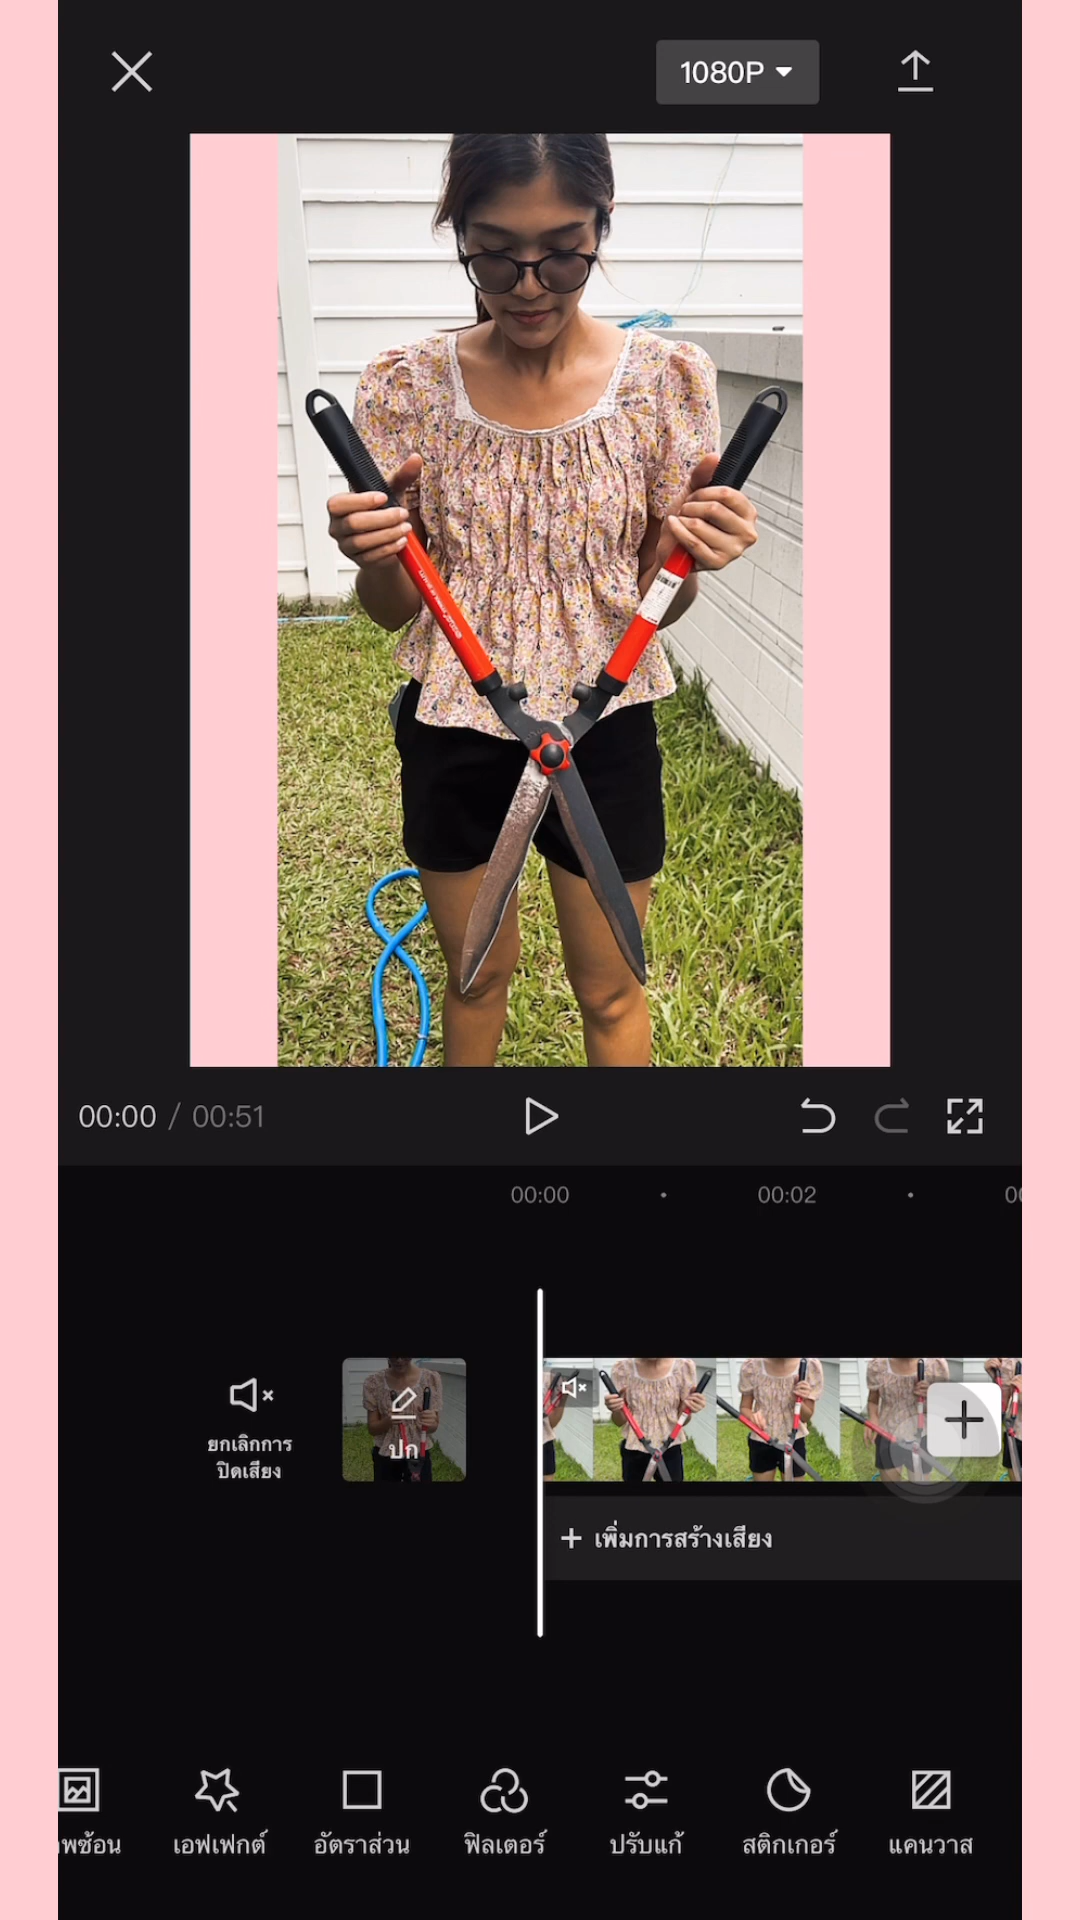 1080P
00:00 / 00:51
00:00
00:02
ยกเลิกการ
ปิดเสียง
ปก
+ เพิ่มการสร้างเสียง
พซ้อน
เอฟเฟกต์
อัตราส่วน
ฟิลเตอร์
ปรับแก้
สติกเกอร์
แคนวาส